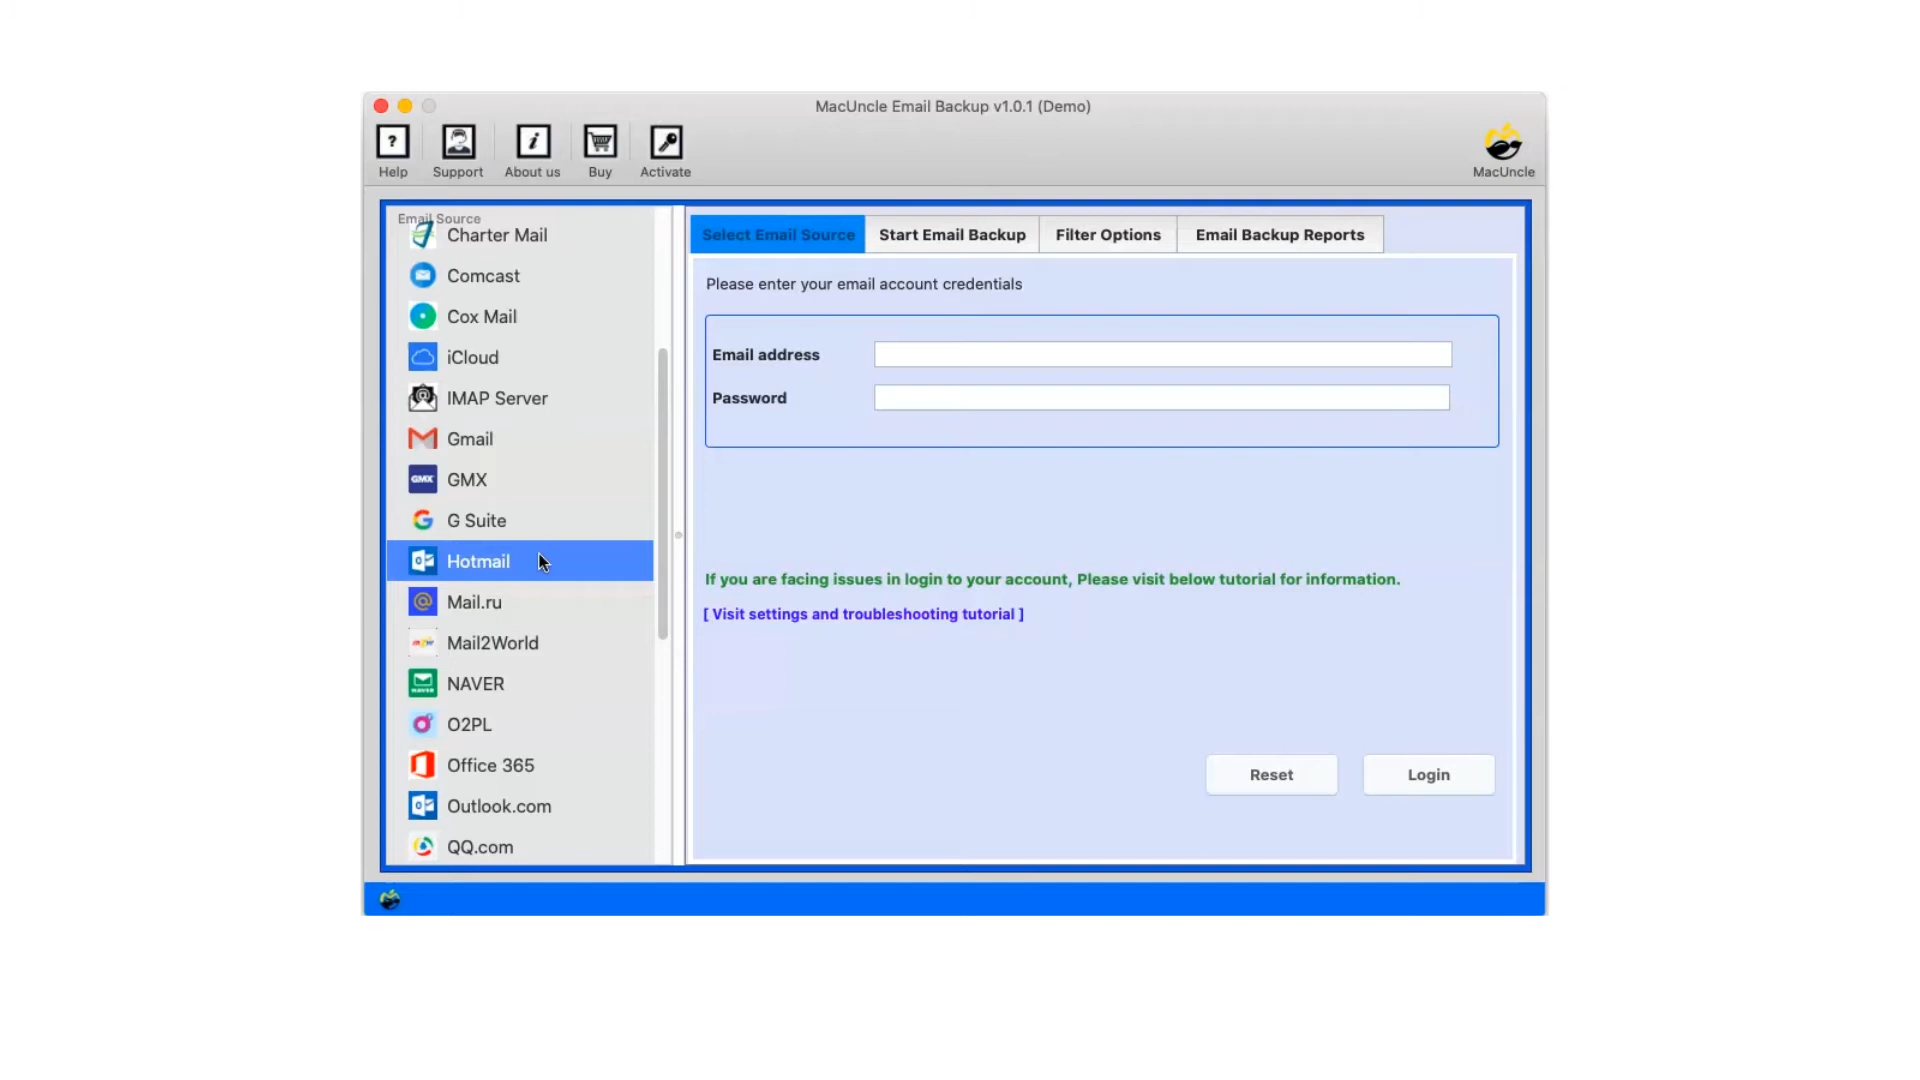 MacUncle Email Backup v1.0.1 (Demo)
Help
Support
About us
Buy
Activate
MacUncle
Email Source
Charter Mail
Comcast
Cox Mail
iCloud
IMAP Server
Gmail
GMX
G Suite
Hotmail
Mail.ru
Mail2World
NAVER
O2PL
Office 365
Outlook.com
QQ.com
Select Email Source
Start Email Backup
Filter Options
Email Backup Reports
Please enter your email account credentials
Email address
Password
If you are facing issues in login to your account, Please visit below tutorial for information.
[ Visit settings and troubleshooting tutorial ]
Reset
Login